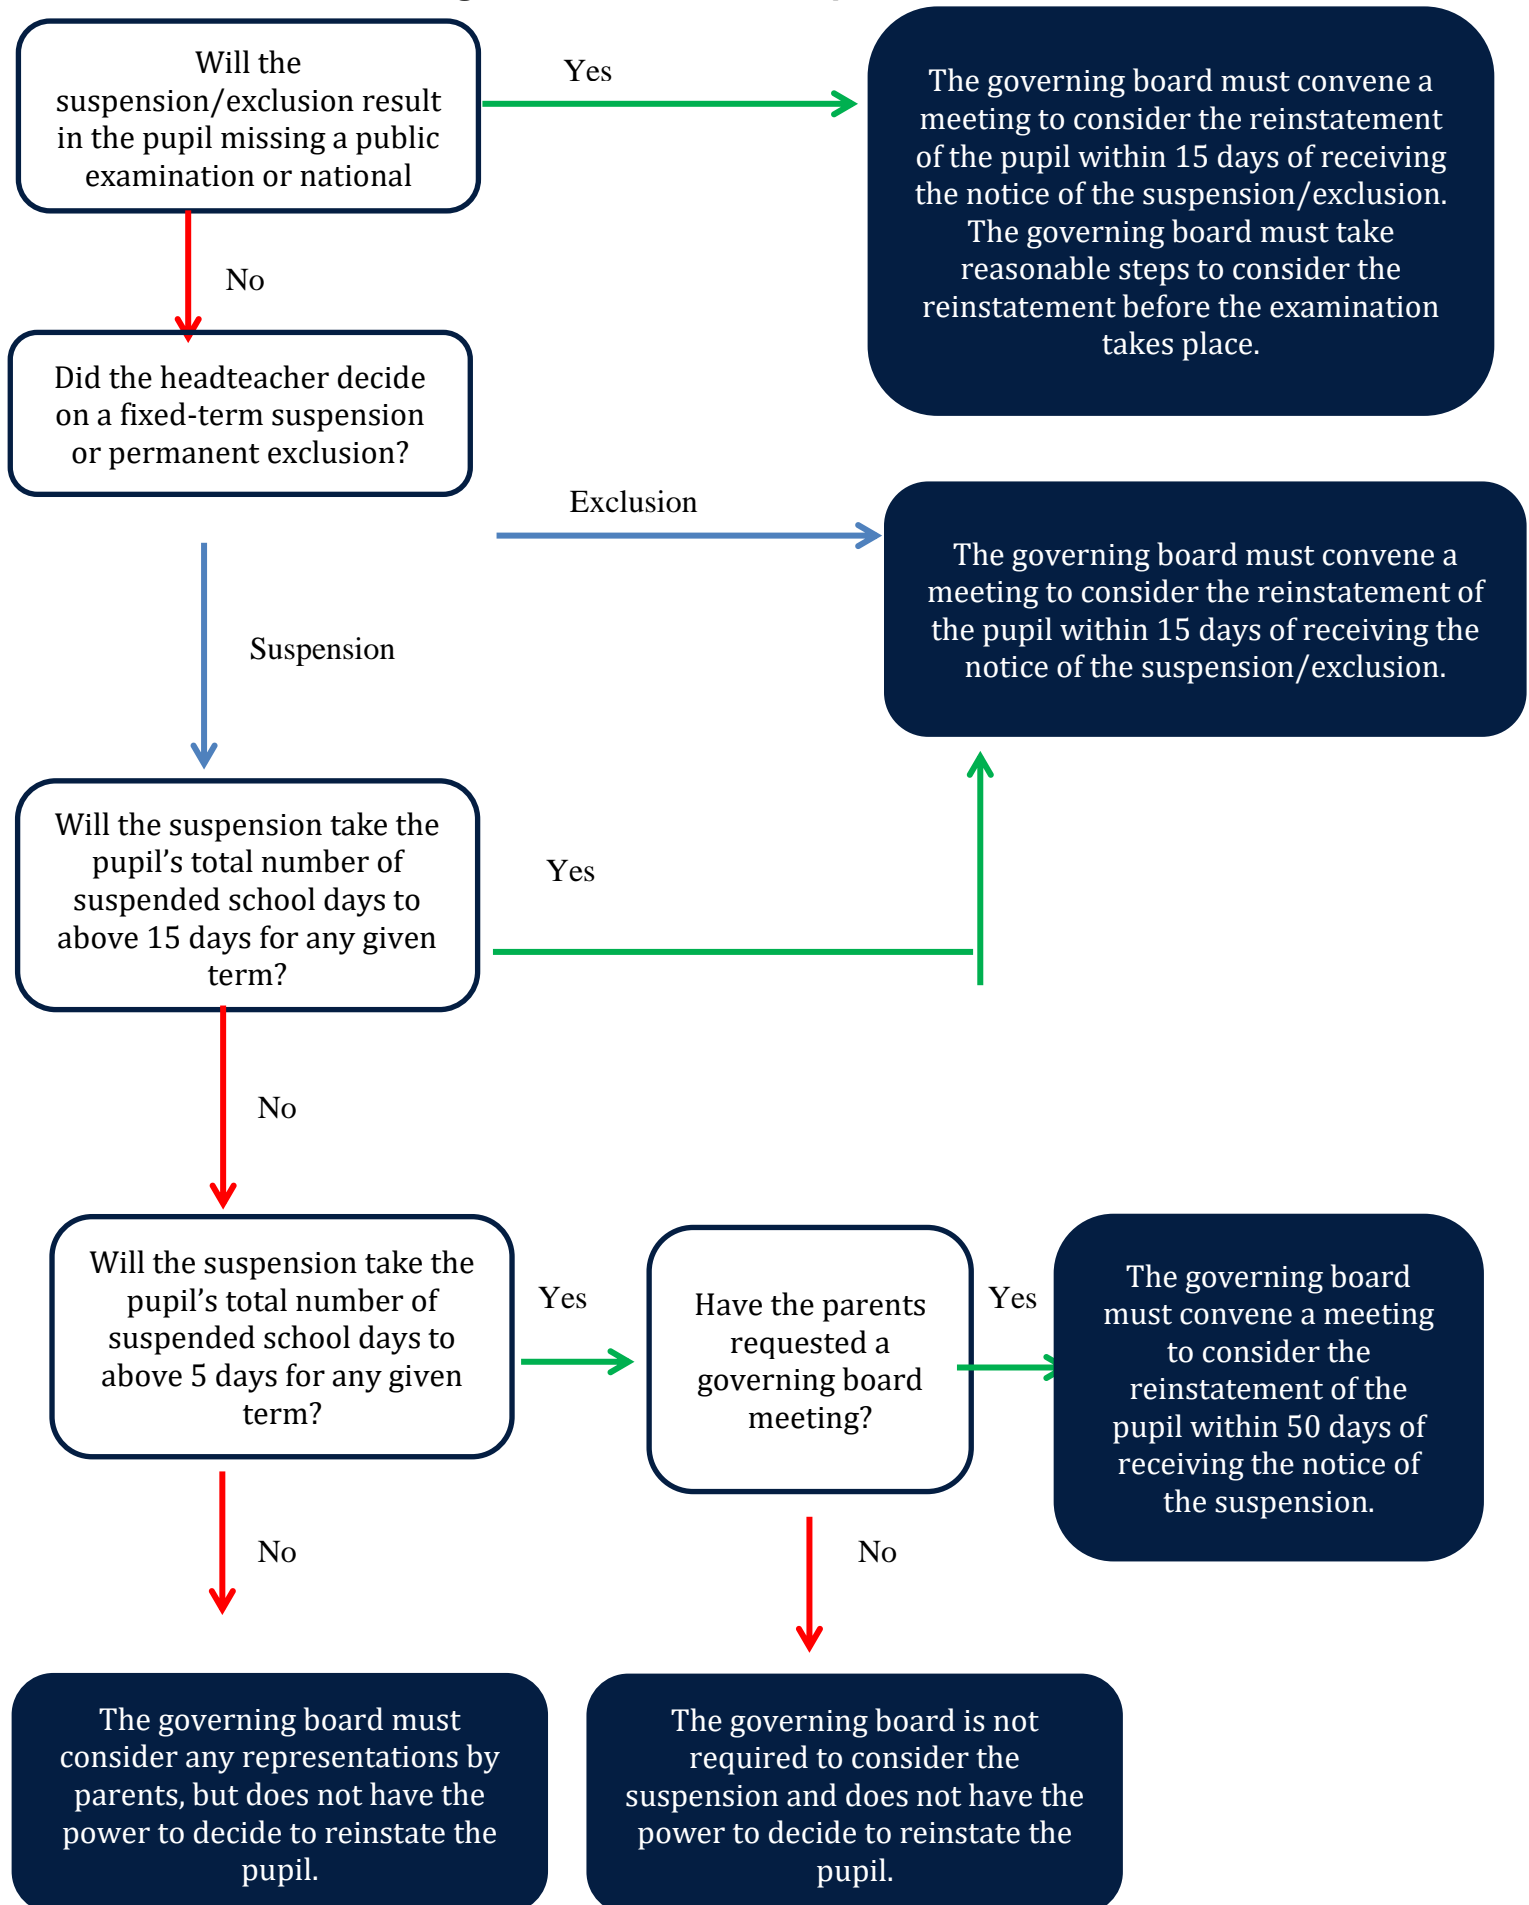 Will the
suspension/exclusion result
in the pupil missing a public
examination or national
Yes
The governing board must convene a
meeting to consider the reinstatement
of the pupil within 15 days of receiving
the notice of the suspension/exclusion.
The governing board must take
reasonable steps to consider the
reinstatement before the examination
takes place.
No
Did the headteacher decide
on a fixed-term suspension
or permanent exclusion?
Exclusion
The governing board must convene a
meeting to consider the reinstatement of
the pupil within 15 days of receiving the
notice of the suspension/exclusion.
Suspension
Will the suspension take the
pupil’s total number of
suspended school days to
above 15 days for any given
term?
Yes
No
Will the suspension take the
pupil’s total number of
suspended school days to
above 5 days for any given
term?
Yes
Have the parents
requested a
governing board
meeting?
Yes
The governing board
must convene a meeting
to consider the
reinstatement of the
pupil within 50 days of
receiving the notice of
the suspension.
No
No
The governing board must
consider any representations by
parents, but does not have the
power to decide to reinstate the
pupil.
The governing board is not
required to consider the
suspension and does not have the
power to decide to reinstate the
pupil.